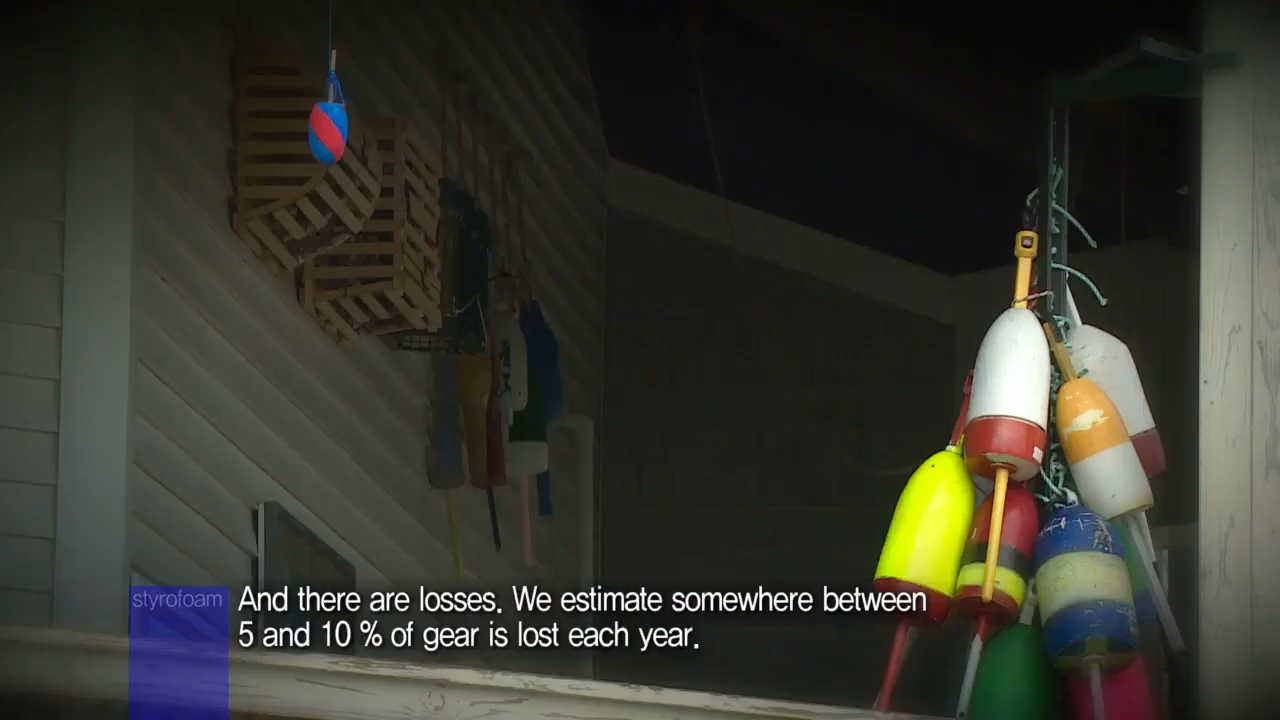 styrofoam
And there are losses. We estimate somewhere between
5 and 10 % of gear is lost each year.